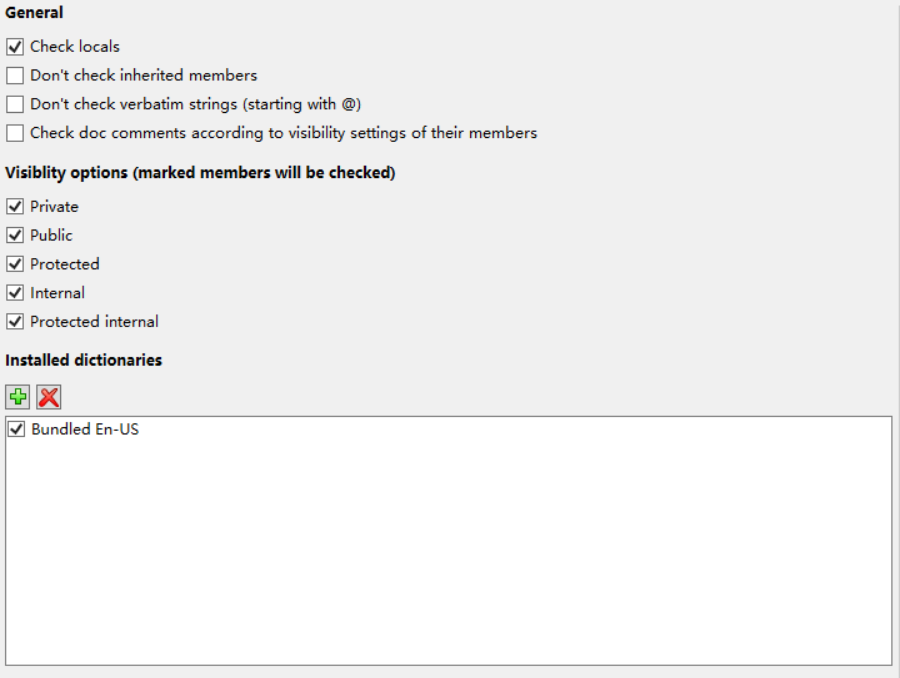 General
Check locals
Don't check inherited members
Don't check verbatim strings (starting with @)
Check doc comments according to visibility settings of their members
Visiblity options (marked members will be checked)
Private
Public
Protected
Internal
Protected internal
Installed dictionaries
Bundled En-US